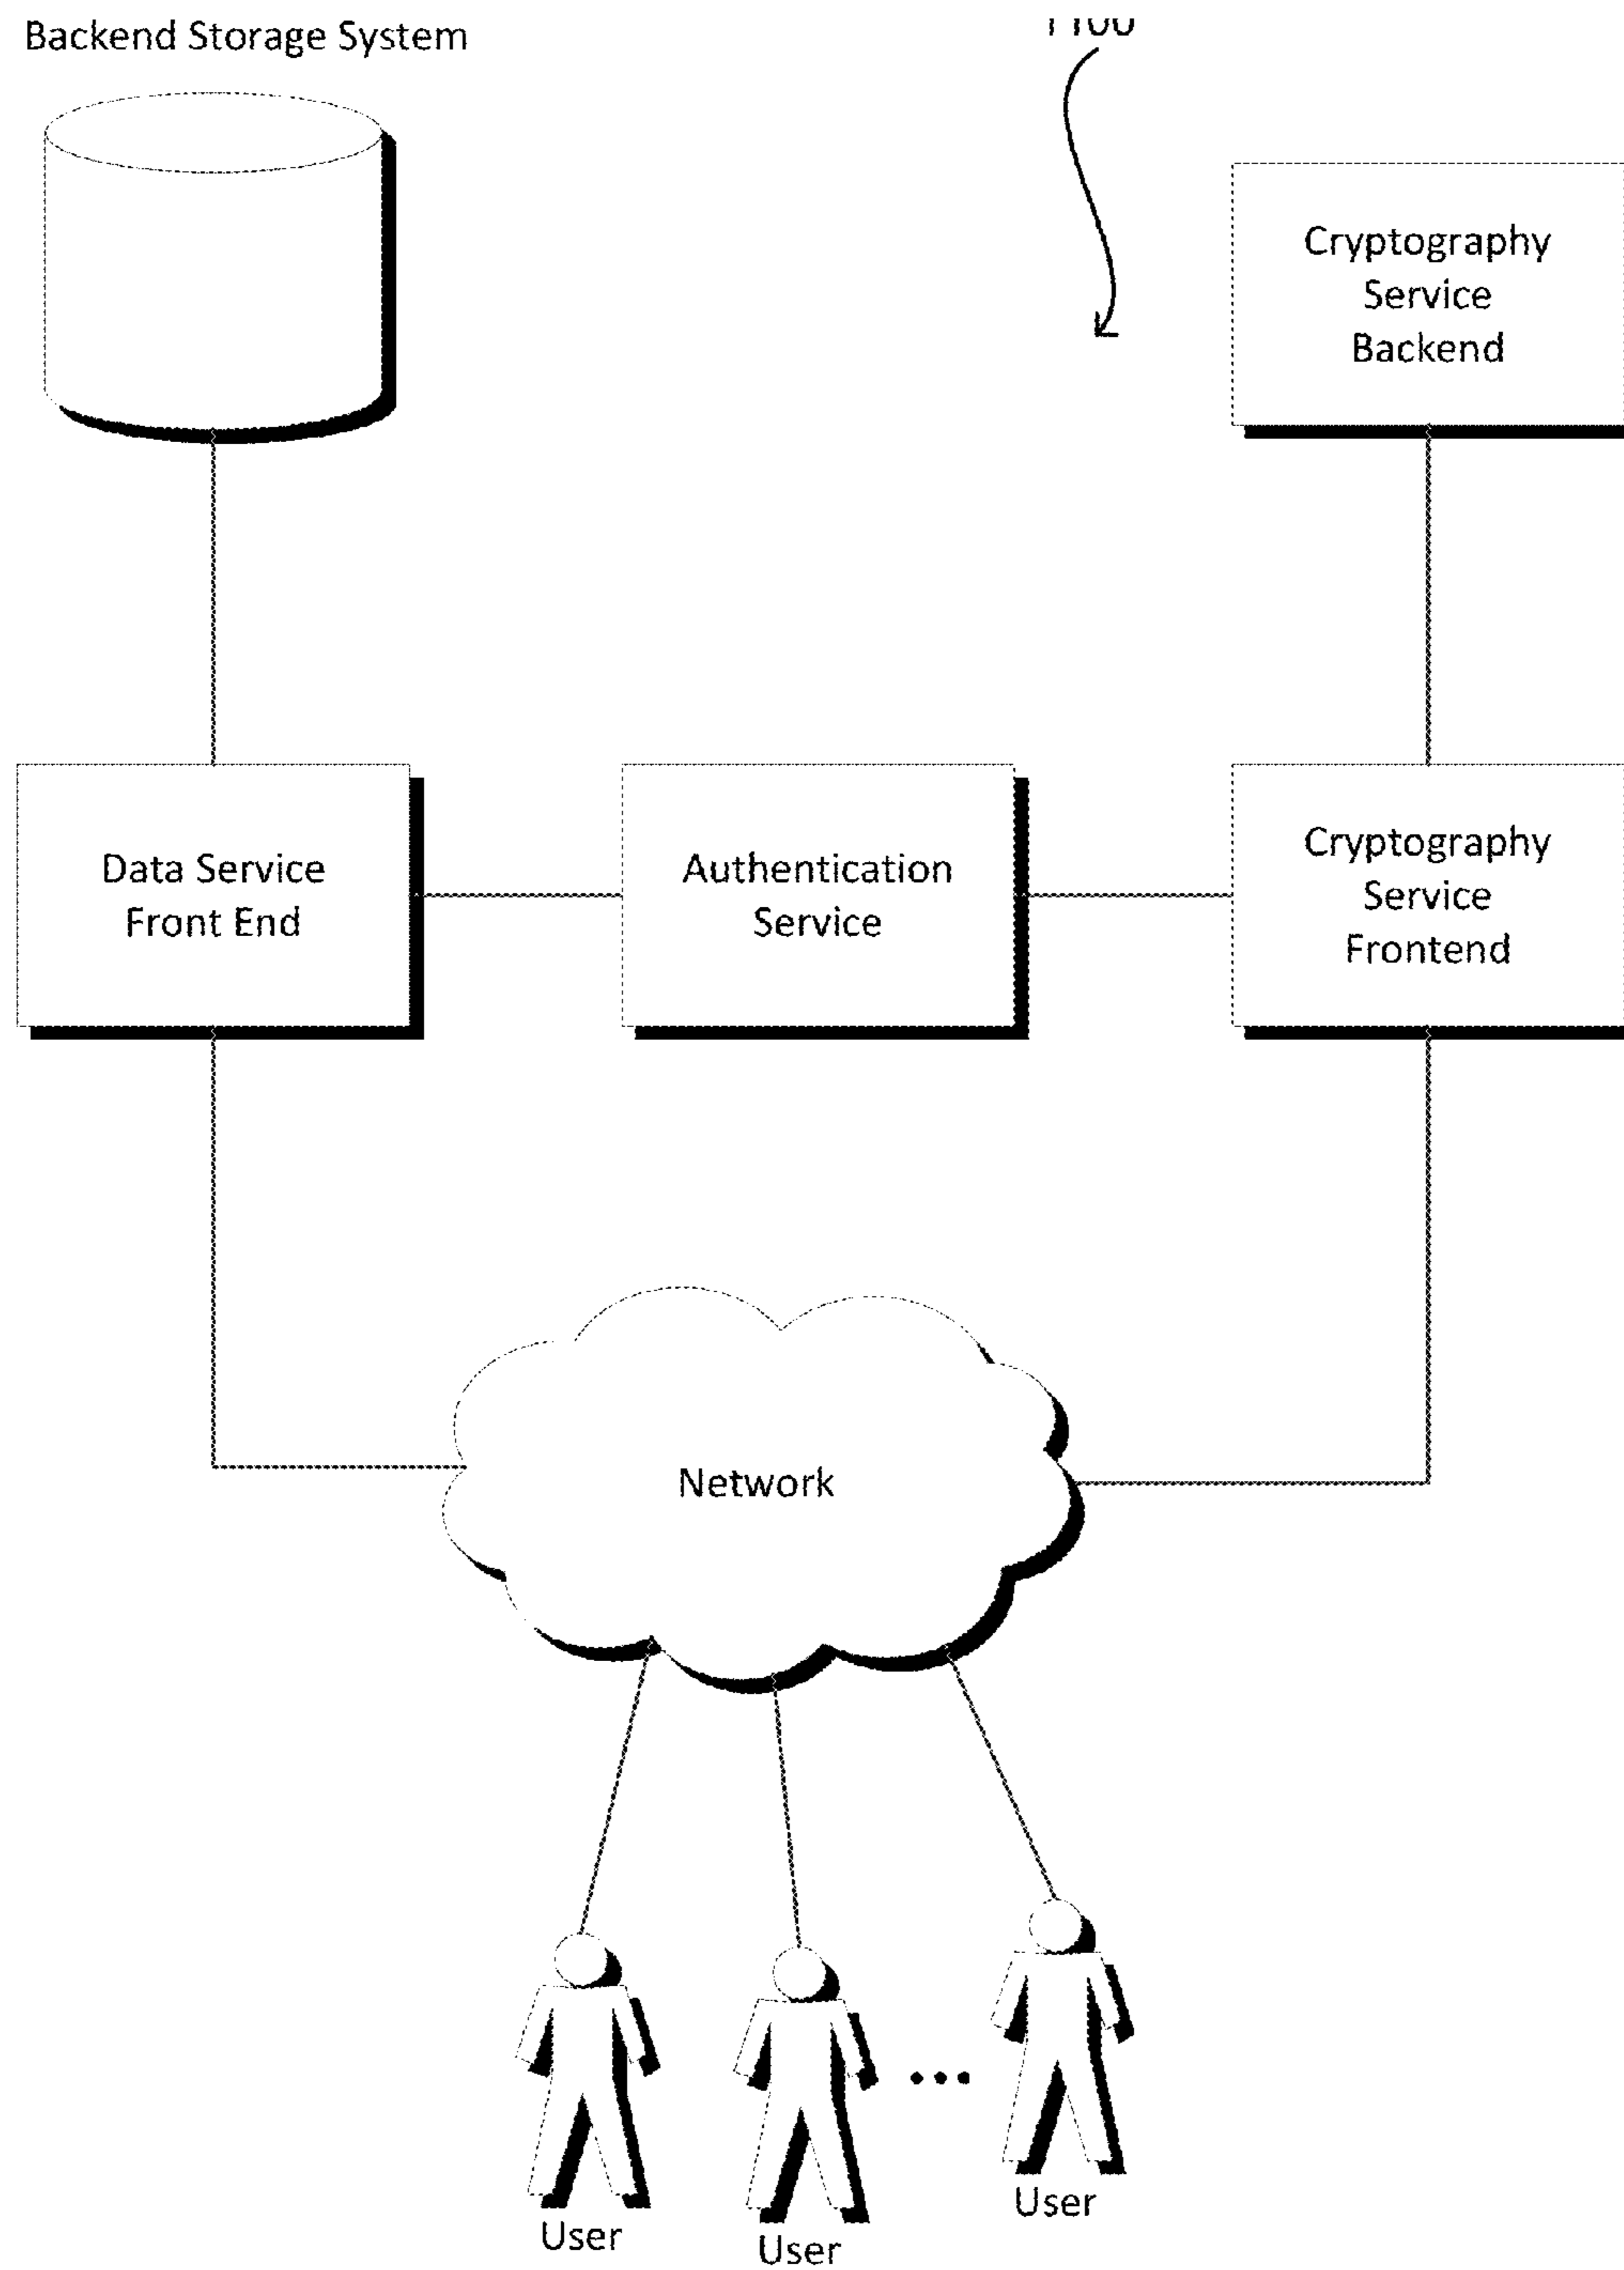 Backend Storage System
Cryptography
Service
Backend
Data Service
Front End
Authentication
Service
Cryptography
Service
Frontend
Network
User
User
User